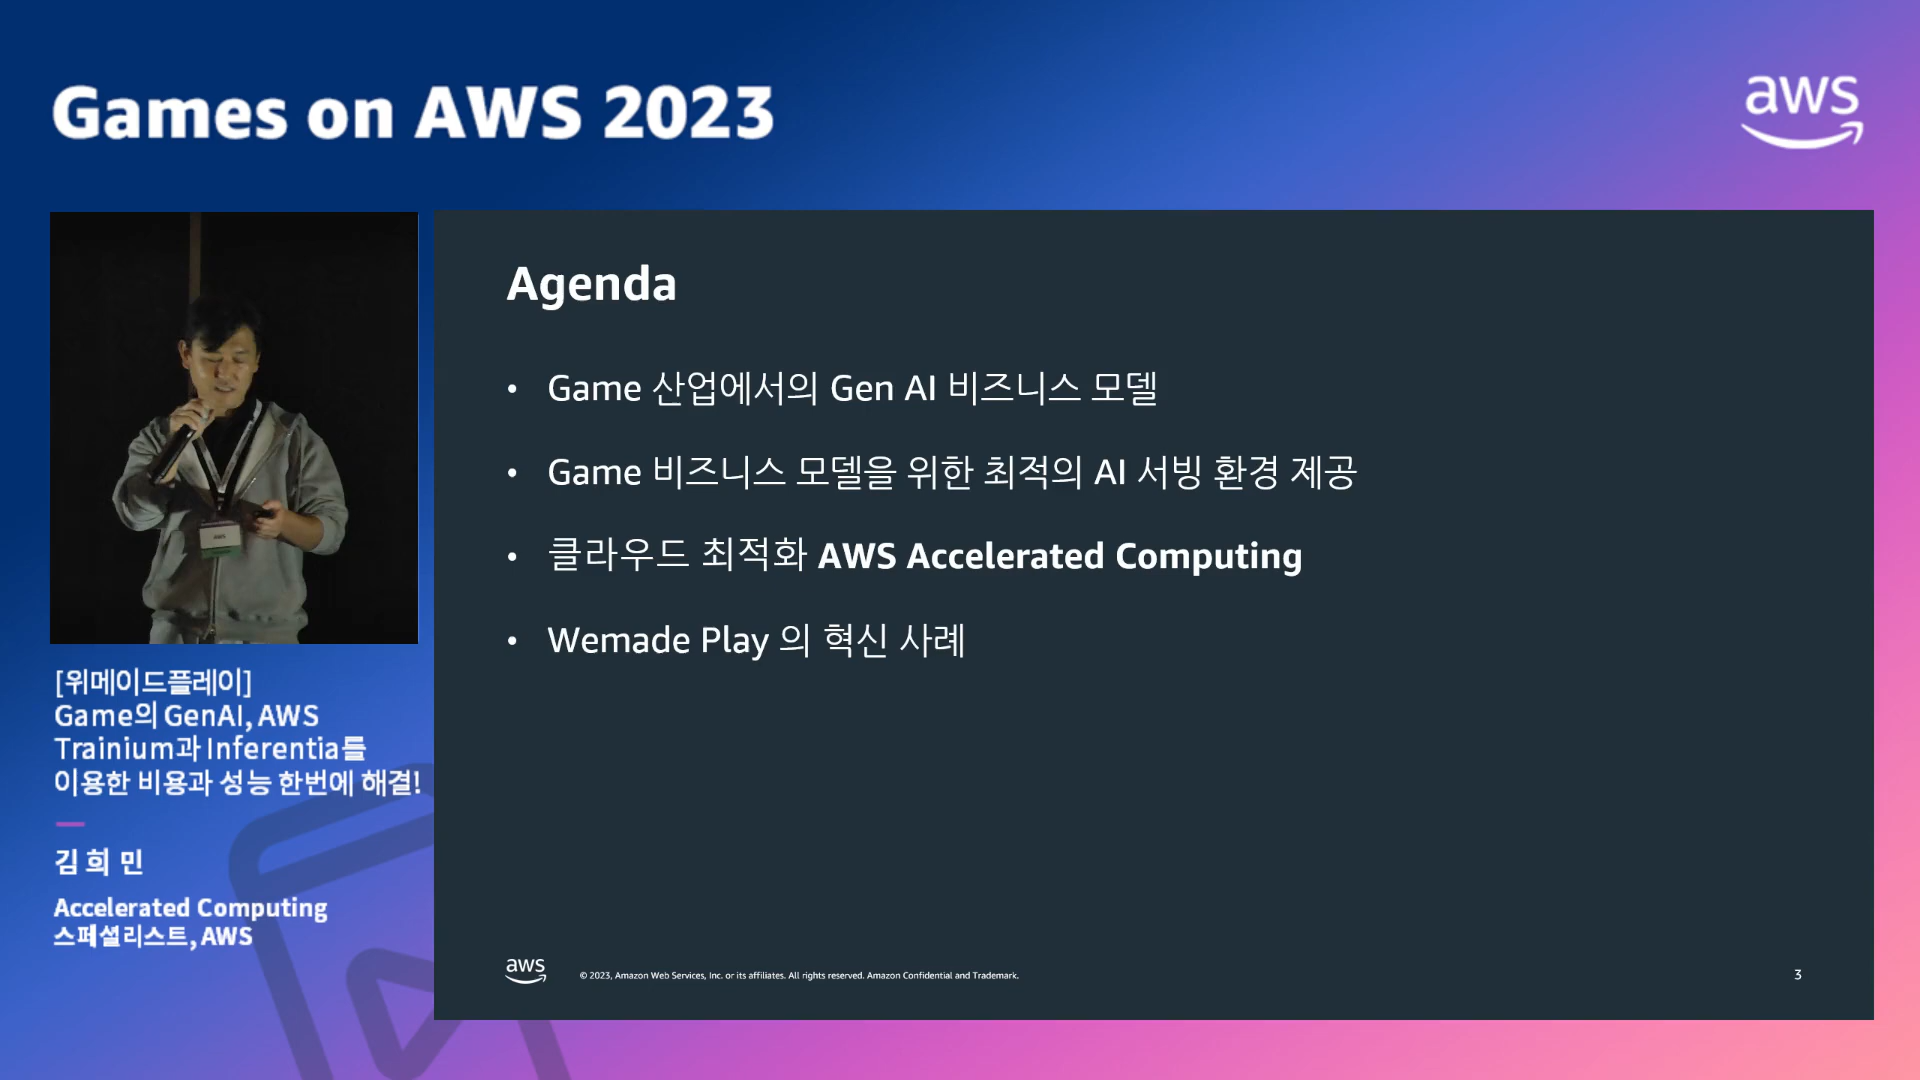 Games on AWS 2023
aws
Agenda
• Game 산업에서의 Gen AI 비즈니스 모델
• Game 비즈니스 모델을 위한 최적의 AI 서빙 환경 제공
• 클라우드 최적화 AWS Accelerated Computing
• Wemade Play 의 혁신 사례
AWS
[위메이드플레이]
Game의 GenAI, AWS
Trainium과 Inferentia를
이용한 비용과 성능 한번에 해결!
김 희 민
Accelerated Computing
스페셜리스트, AWS
aws
© 2023, Amazon Web Services, Inc. or its affiliates. All rights reserved. Amazon Confidential and Trademark.
3